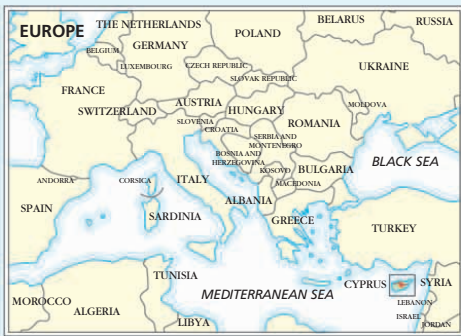 EUROPE
THE NETHERLANDS
BELARUS
RUSSIA
POLAND
GERMANY
BELGIUM
LUXEMBOURG
CZECH REPUBLIC
UKRAINE
SLOVAK REPUBLIC
FRANCE
AUSTRIA
SWITZERLAND
HUNGARY
MOLDOVA
SLOVENIA
CROATIA
ROMANIA
SERBIA AND
MONTENEGRO
BOSNIA AND
HERZEGOVINA
BLACK SEA
KOSOVO
BULGARIA
ANDORRA
CORSICA
ITALY
MACEDONIA
ALBANIA
SPAIN
SARDINIA
GREECE
TURKEY
TUNISIA
CYPRUS
SYRIA
MEDITERRANEAN SEA
MOROCCO
LEBANON
ALGERIA
ISRAEL
LIBYA
JORDAN